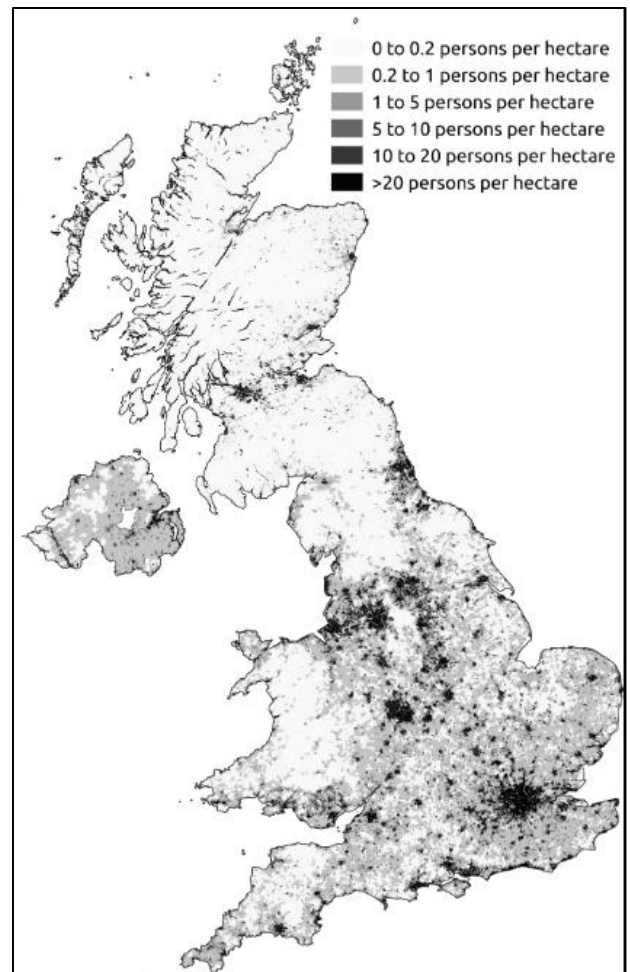 0 to 0.2 persons per hectare
0.2 to 1 persons per hectare
1 to 5 persons per hectare
5 to 10 persons per hectare
10 to 20 persons per hectare
>20 persons per hectare